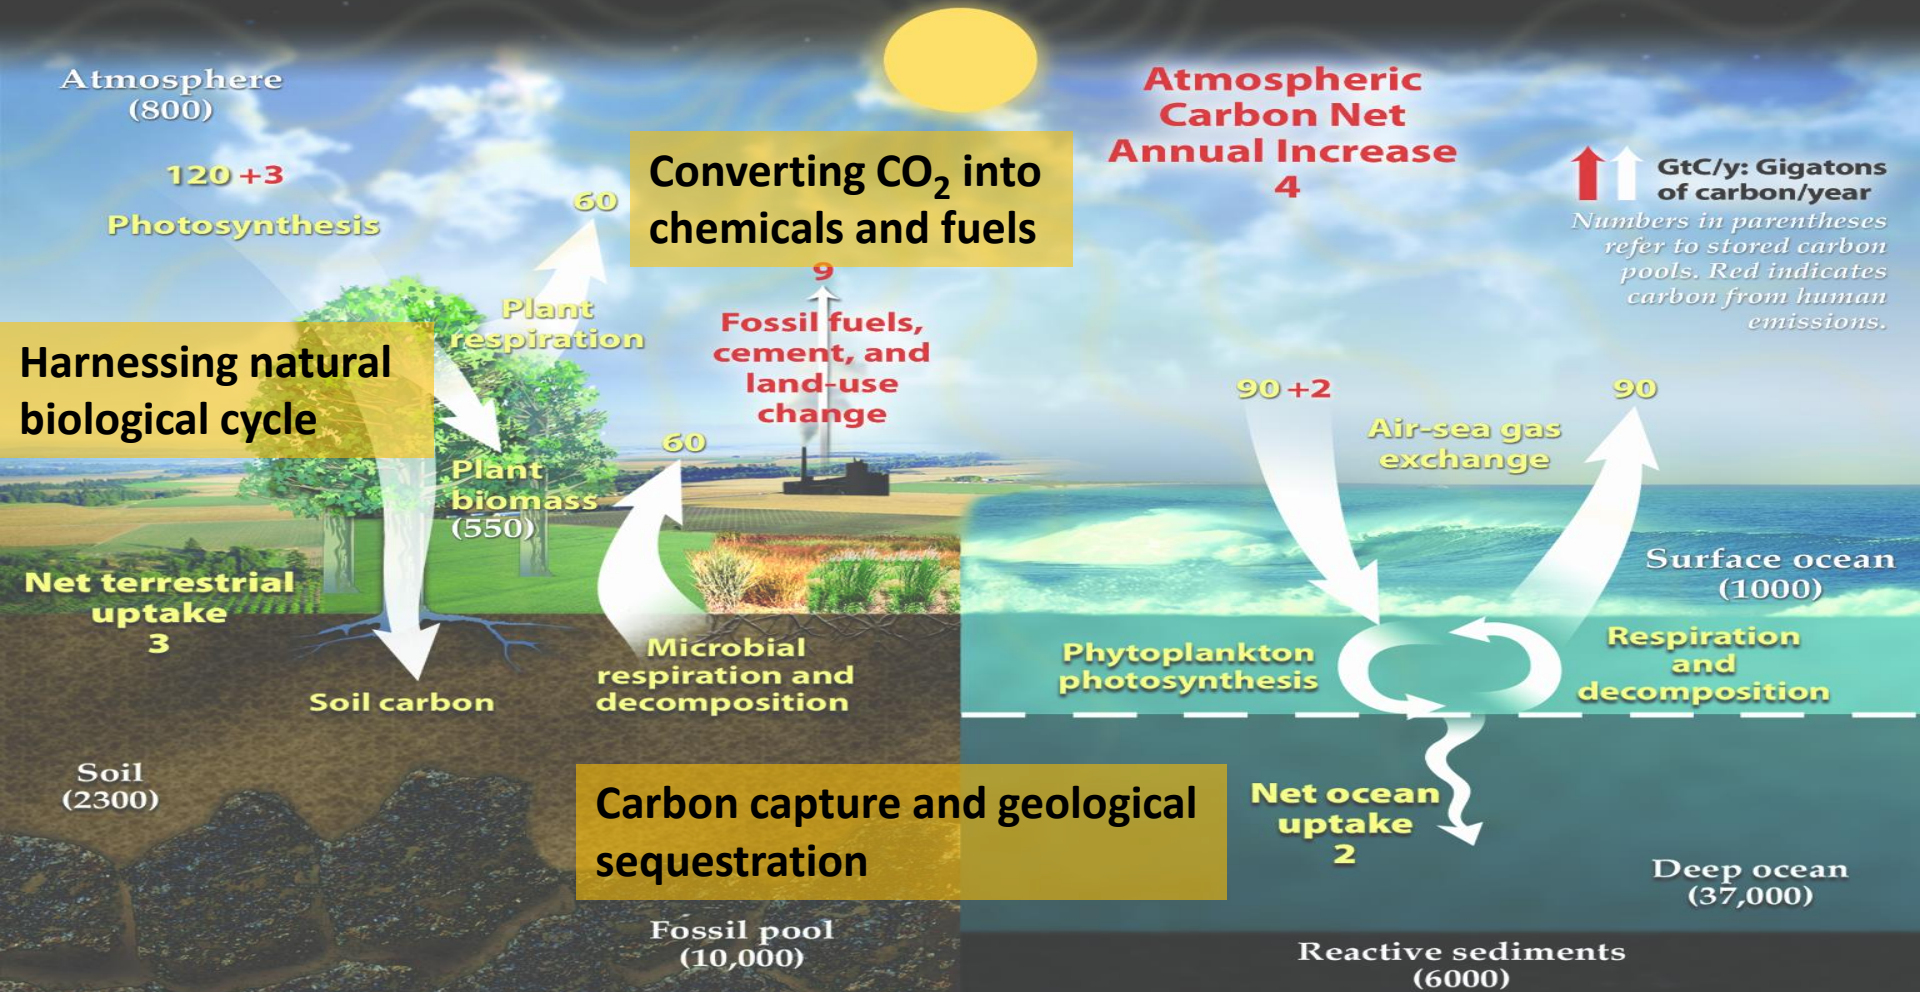 Atmosphere
(800)
120 +3
Photosynthesis
60
Converting CO₂ into
chemicals and fuels
9
Fossil fuels,
cement, and
land-use
change
Plant
respiration
Harnessing natural
biological cycle
Plant
biomass
(550)
60
Net terrestrial
uptake
3
Soil carbon
Microbial
respiration and
decomposition
Soil
(2300)
Carbon capture and geological
sequestration
Fossil pool
(10,000)
Atmospheric
Carbon Net
Annual Increase
4
GtC/y: Gigatons
of carbon/year
Numbers in parentheses
refer to stored carbon
pools. Red indicates
carbon from human
emissions.
90 +2
90
Air-sea gas
exchange
Surface ocean
(1000)
Phytoplankton
photosynthesis
Respiration
and
decomposition
Net ocean
uptake
2
Deep ocean
(37,000)
Reactive sediments
(6000)